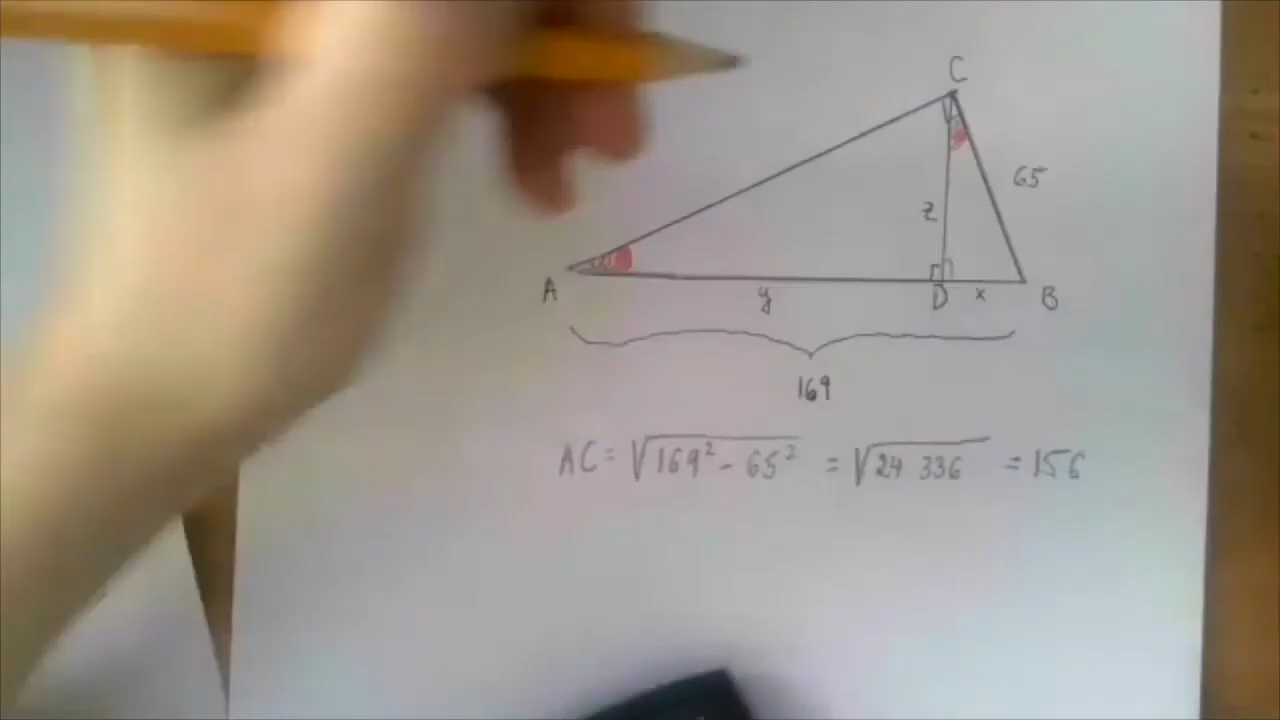 C
65
z
A
y
D
x
B
169
AC = √169² - 65² = √24 336 = 156